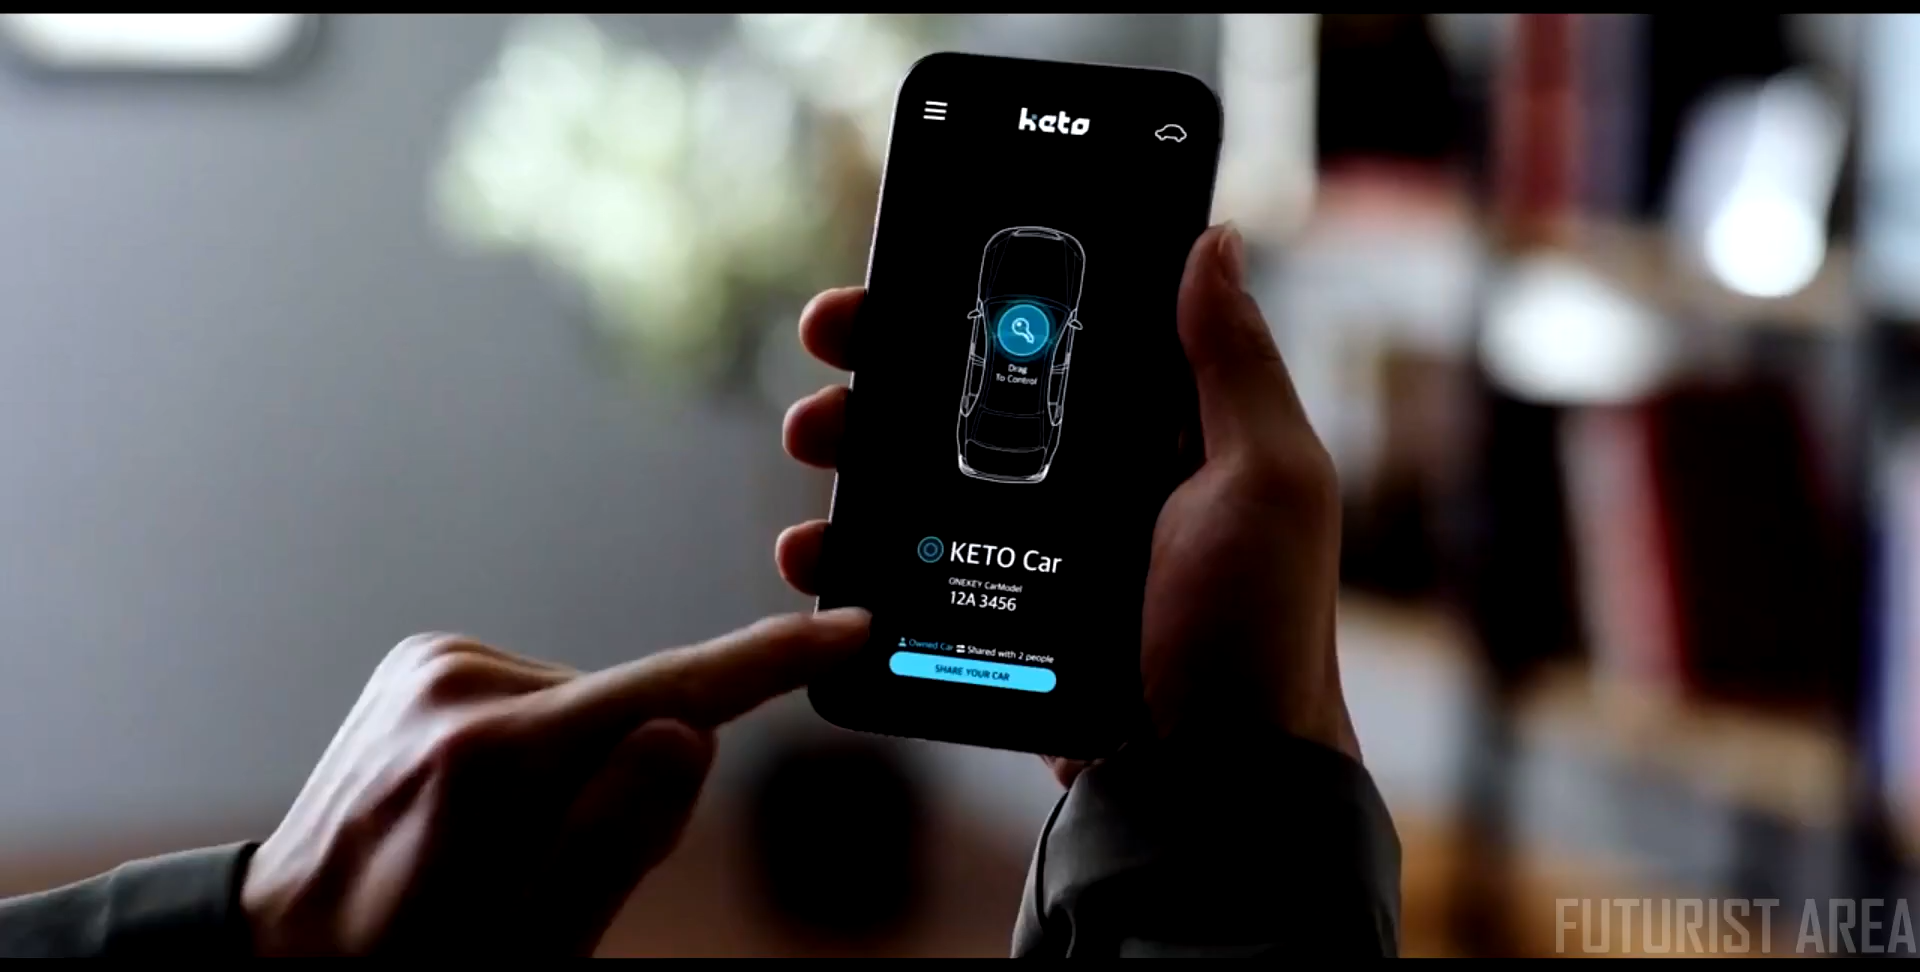 keto
Drag
To Control
KETO Car
ONEKEY CarModel
12A 3456
Owned Car Shared with 2 people
SHARE YOUR CAR
FUTURIST AREA